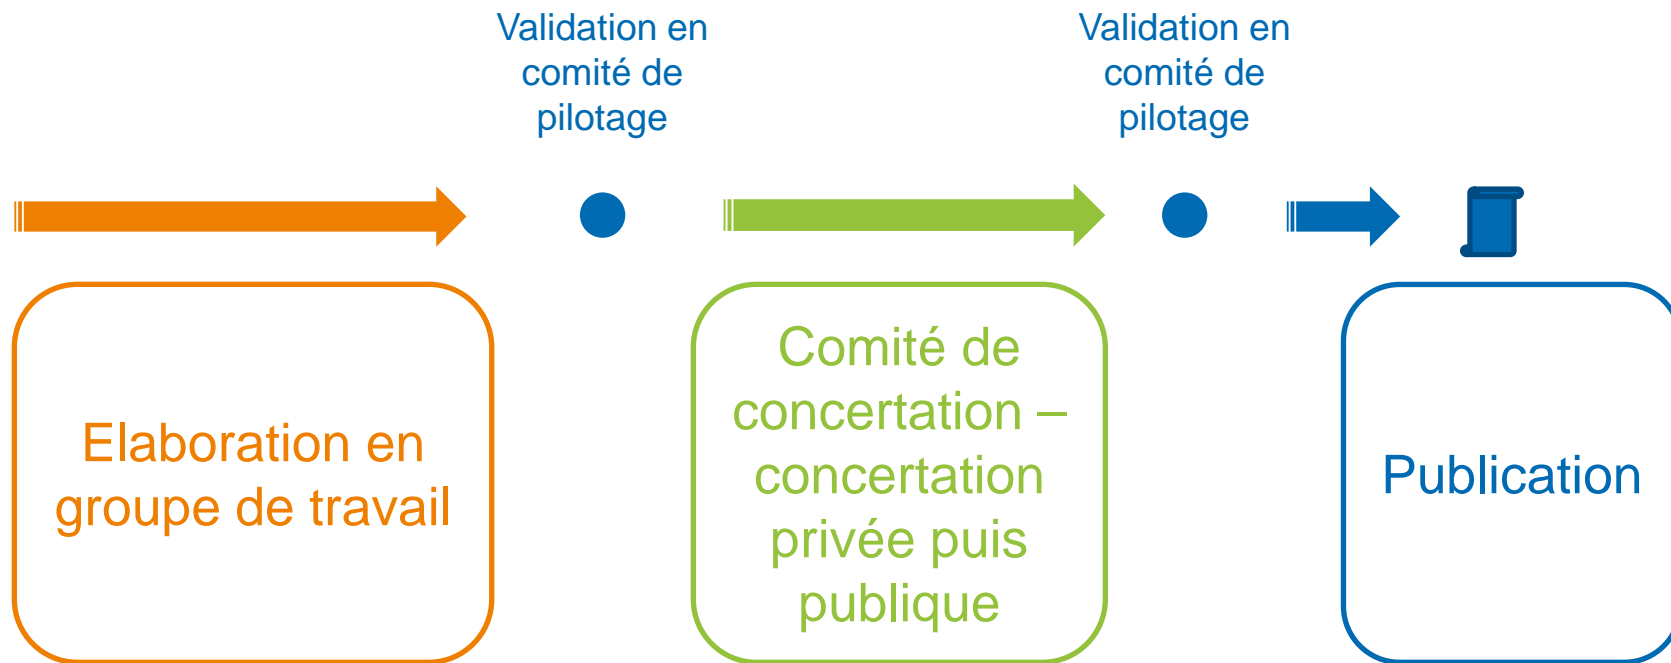 Validation en
comité de
pilotage
Validation en
comité de
pilotage
Elaboration en
groupe de travail
Comité de
concertation –
concertation
privée puis
publique
Publication